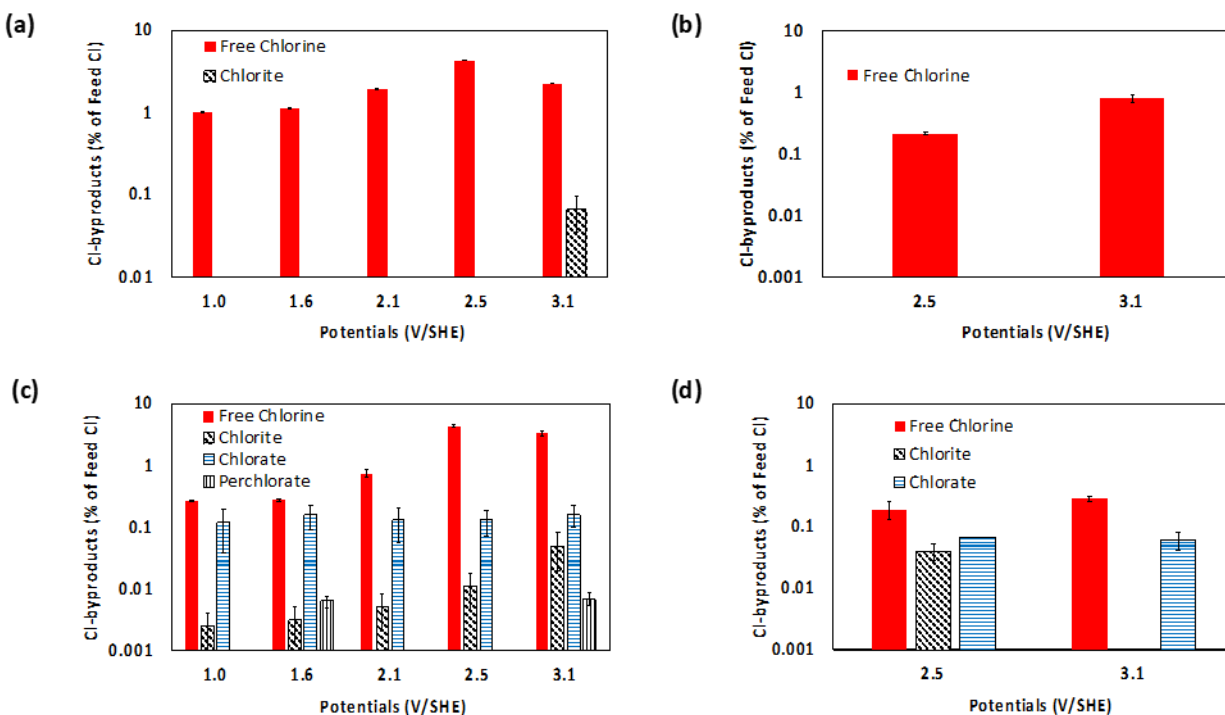 (a)
Cl-byproducts (% of Feed Cl)
10
1
0.1
0.01
Free Chlorine
Chlorite
1.0 1.6 2.1 2.5 3.1
Potentials (V/SHE)
(b)
Cl-byproducts (% of Feed Cl)
10
1
0.1
0.01
0.001
Free Chlorine
2.5 3.1
Potentials (V/SHE)
(c)
Cl-byproducts (% of Feed Cl)
10
1
0.1
0.01
0.001
Free Chlorine
Chlorite
Chlorate
Perchlorate
1.0 1.6 2.1 2.5 3.1
Potentials (V/SHE)
(d)
Cl-byproducts (% of Feed Cl)
10
1
0.1
0.01
0.001
Free Chlorine
Chlorite
Chlorate
2.5 3.1
Potentials (V/SHE)